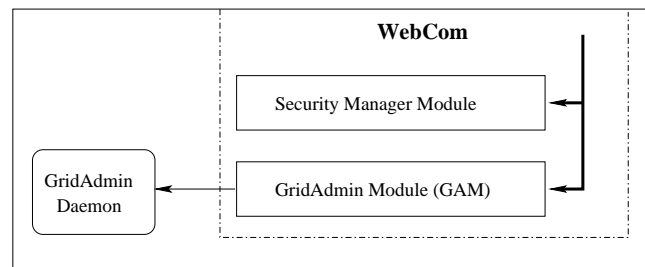 WebCom
Security Manager Module
GridAdmin Module (GAM)
GridAdmin
Daemon